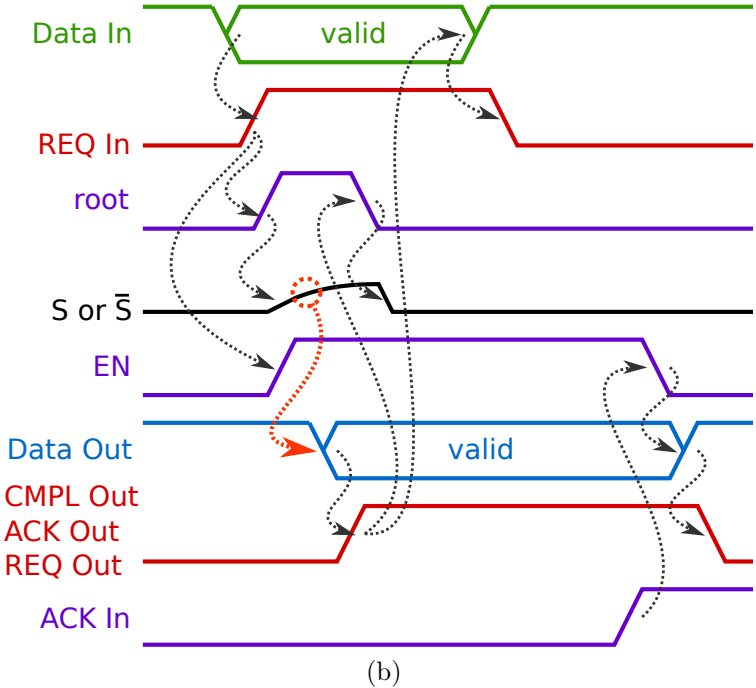 Data In
valid
REQ In
root
S or S̅
EN
Data Out
valid
CMPL Out
ACK Out
REQ Out
ACK In
(b)